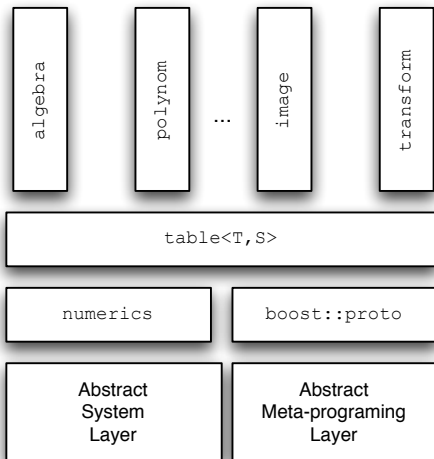 algebra
polynom
...
image
transform
table<T,S>
numerics
boost::proto
Abstract
System
Layer
Abstract
Meta-programing
Layer